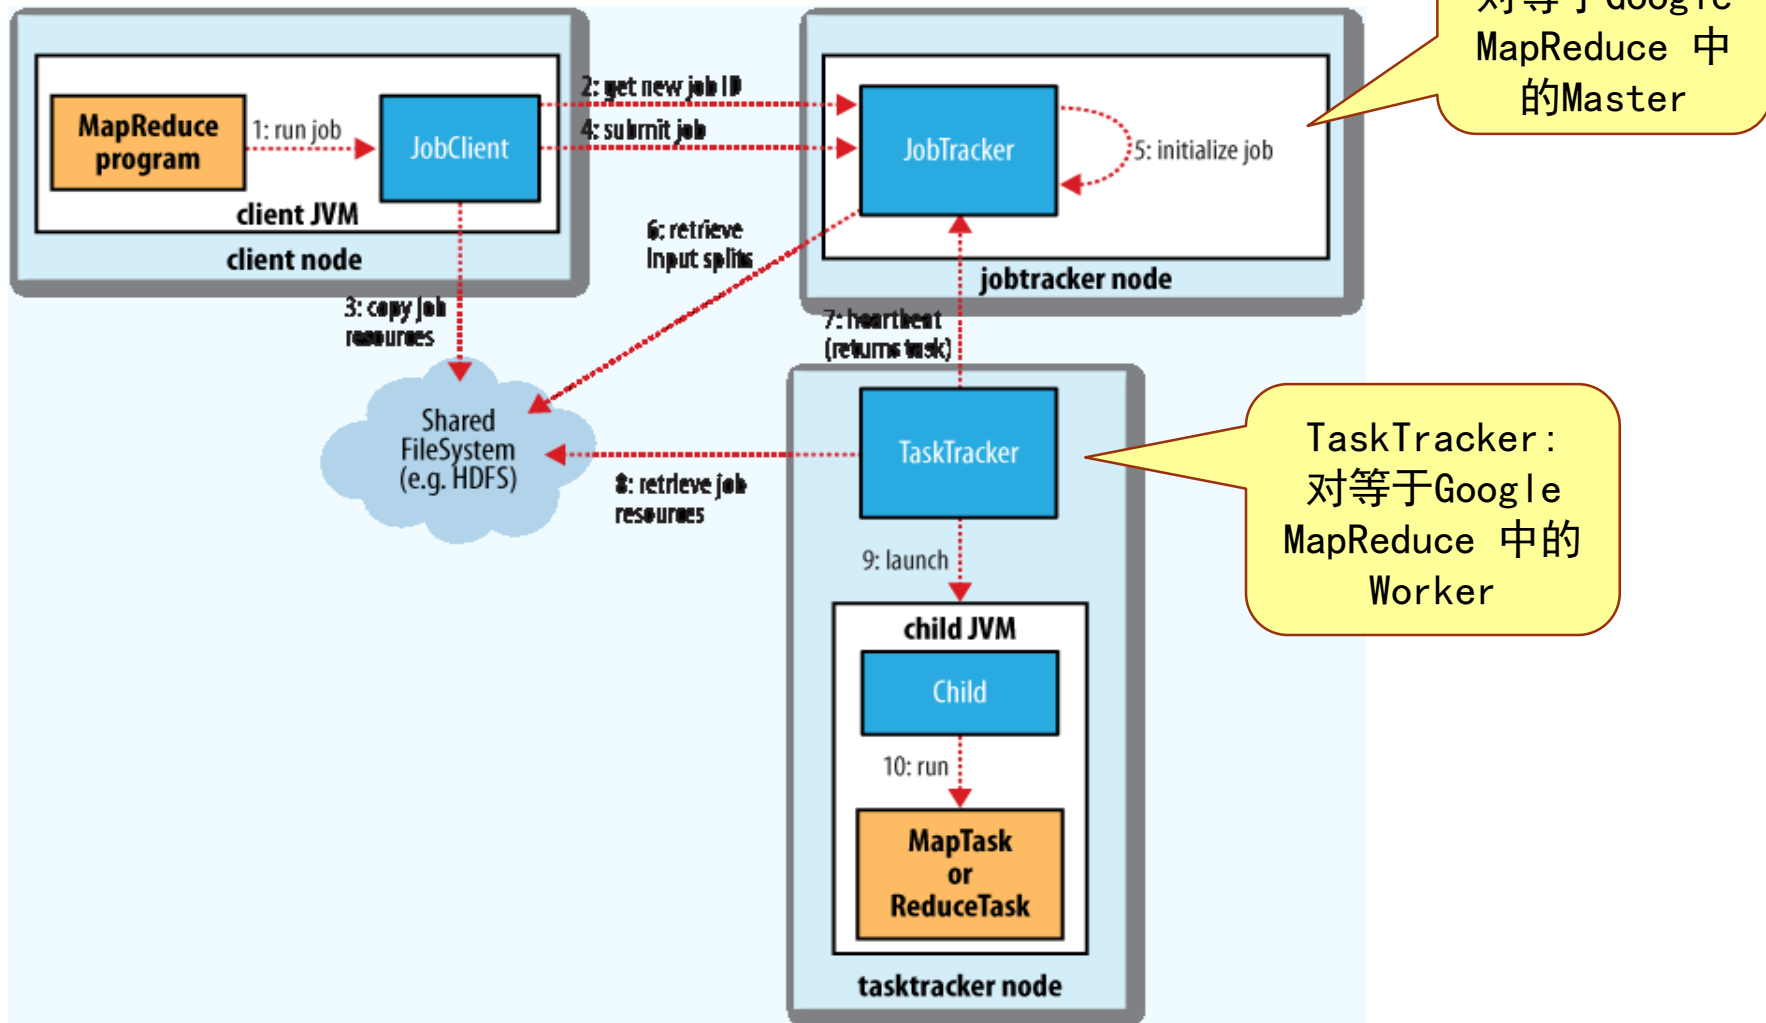 对等于Google
MapReduce 中
的Master
2: get new job ID
MapReduce
program
1: run job
JobClient
4: submit job
JobTracker
5: initialize job
client JVM
client node
6: retrieve
input splits
jobtracker node
3: copy job
resources
7: heartbeat
(returns task)
Shared
FileSystem
(e.g. HDFS)
TaskTracker
8: retrieve job
resources
TaskTracker:
对等于Google
MapReduce 中的
Worker
9: launch
child JVM
Child
10: run
MapTask
or
ReduceTask
tasktracker node